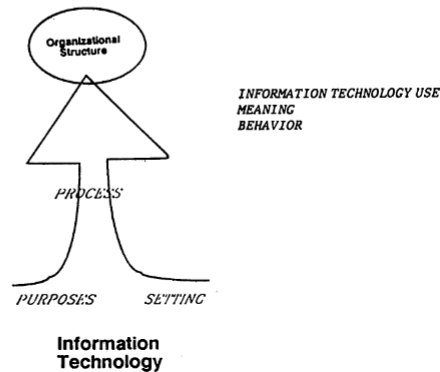 Organizational
Structure
INFORMATION TECHNOLOGY USE
MEANING
BEHAVIOR
PROCESS
PURPOSES SETTING
Information
Technology